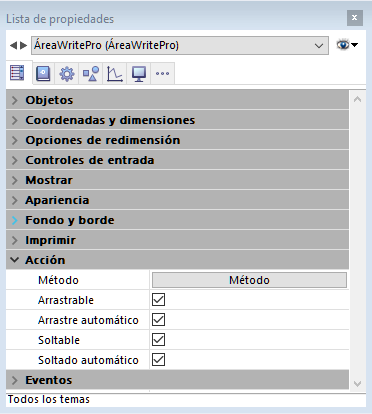 Lista de propiedades
ÁreaWritePro (ÁreaWritePro)
Objetos
Coordenadas y dimensiones
Opciones de redimensión
Controles de entrada
Mostrar
Apariencia
Fondo y borde
Imprimir
Acción
Método Método
Arrastrable
Arrastre automático
Soltable
Soltado automático
Eventos
Todos los temas